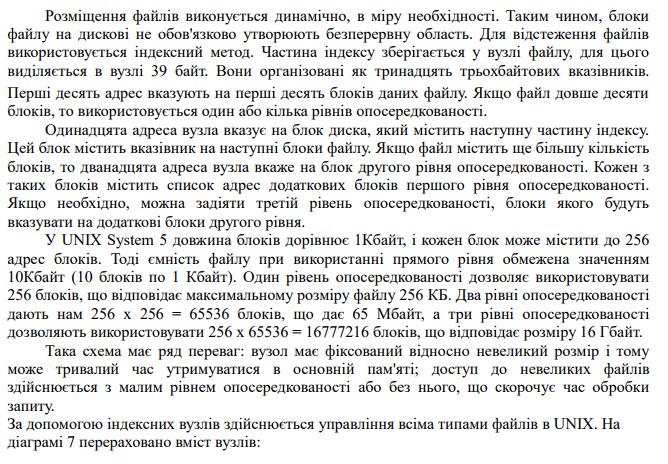 Розміщення файлів виконується динамічно, в міру необхідності. Таким чином, блоки
файлу на дискові не обов'язково утворюють безперервну область. Для відстеження файлів
використовується індексний метод. Частина індексу зберігається у вузлі файлу, для цього
виділяється в вузлі 39 байт. Вони організовані як тринадцять трьохбайтових вказівників.
Перші десять адрес вказують на перші десять блоків даних файлу. Якщо файл довше десяти
блоків, то використовується один або кілька рівнів опосередкованості.
Одинадцята адреса вузла вказує на блок диска, який містить наступну частину індексу.
Цей блок містить вказівник на наступні блоки файлу. Якщо файл містить ще більшу кількість
блоків, то дванадцята адреса вузла вкаже на блок другого рівня опосередкованості. Кожен з
таких блоків містить список адрес додаткових блоків першого рівня опосередкованості.
Якщо необхідно, можна задіяти третій рівень опосередкованості, блоки якого будуть
вказувати на додаткові блоки другого рівня.
У UNIX System 5 довжина блоків дорівнює 1Кбайт, і кожен блок може містити до 256
адрес блоків. Тоді ємність файлу при використанні прямого рівня обмежена значенням
10Кбайт (10 блоків по 1 Кбайт). Один рівень опосередкованості дозволяє використовувати
256 блоків, що відповідає максимальному розміру файлу 256 КБ. Два рівні опосередкованості
дають нам 256 х 256 = 65536 блоків, що дає 65 Мбайт, а три рівні опосередкованості
дозволяють використовувати 256 х 65536 = 16777216 блоків, що відповідає розміру 16 Гбайт.
Така схема має ряд переваг: вузол має фіксований відносно невеликий розмір і тому
може тривалий час утримуватися в основній пам'яті; доступ до невеликих файлів
здійснюється з малим рівнем опосередкованості або без нього, що скорочує час обробки
запиту.
За допомогою індексних вузлів здійснюється управління всіма типами файлів в UNIX. На
діаграмі 7 перераховано вміст вузлів: